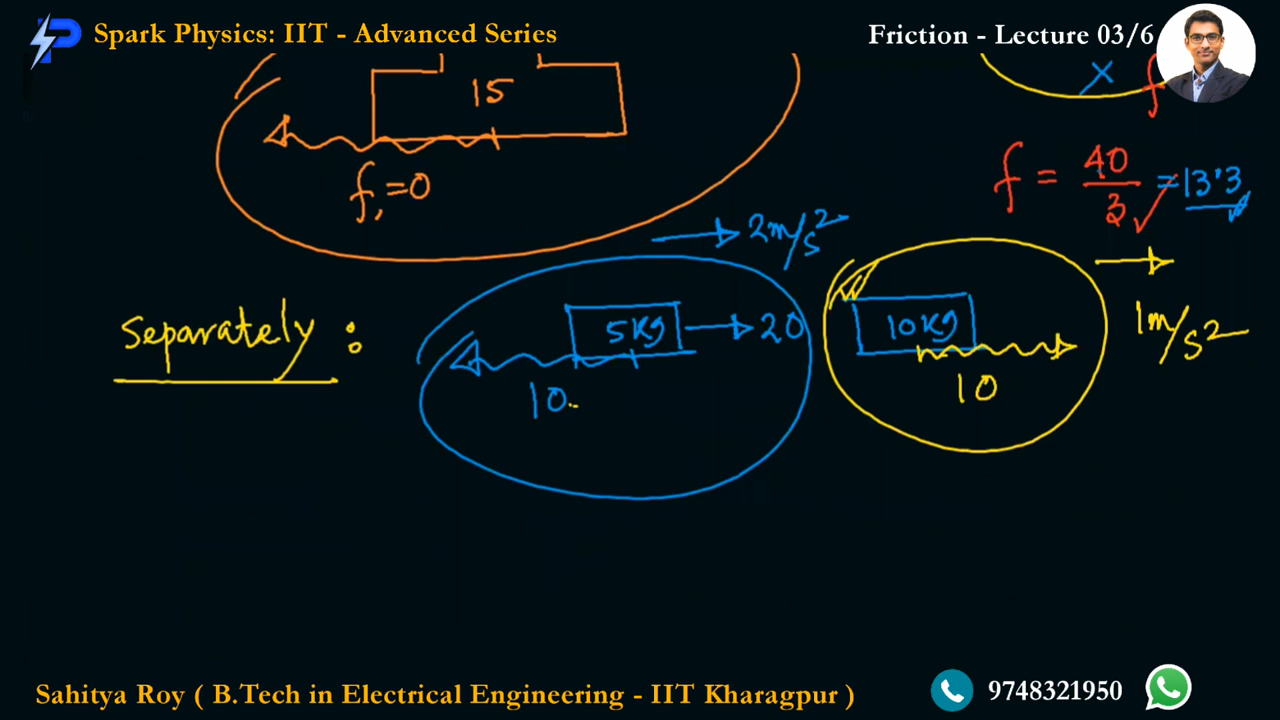 Spark Physics: IIT - Advanced Series
Friction - Lecture 03/6
15
f₁=0
x
f
f = 40/3 = 13.3
2m/s²
Separately :
5kg
20
10
10kg
10
1m/s²
Sahitya Roy ( B.Tech in Electrical Engineering - IIT Kharagpur )
9748321950